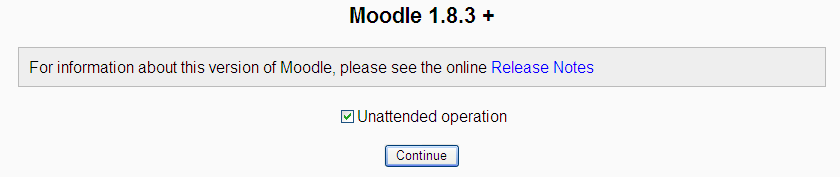 Moodle 1.8.3 +
For information about this version of Moodle, please see the online Release Notes
Unattended operation
Continue